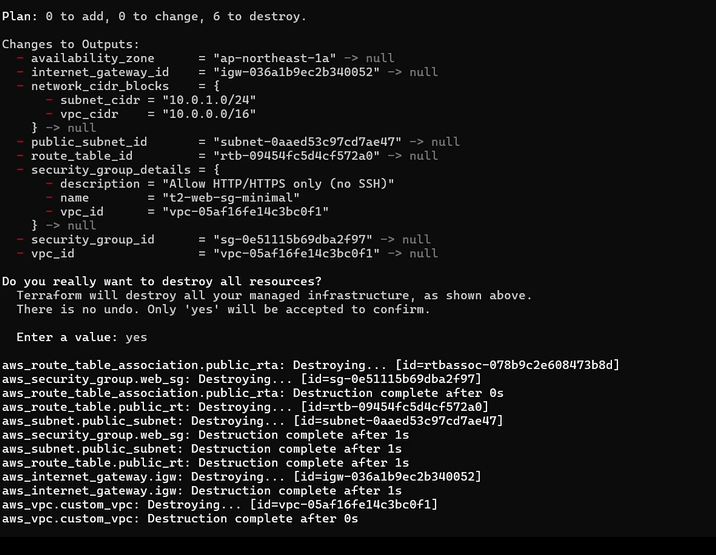 Plan: 0 to add, 0 to change, 6 to destroy.
Changes to Outputs:
- availability_zone = "ap-northeast-1a" -> null
- internet_gateway_id = "igw-036a1b9ec2b340052" -> null
- network_cidr_blocks = {
- subnet_cidr = "10.0.1.0/24"
- vpc_cidr = "10.0.0.0/16"
} -> null
- public_subnet_id = "subnet-0aaed53c97cd7ae47" -> null
- route_table_id = "rtb-09454fc5d4cf572a0" -> null
- security_group_details = {
- description = "Allow HTTP/HTTPS only (no SSH)"
- name = "t2-web-sg-minimal"
- vpc_id = "vpc-05af16fe14c3bc0f1"
} -> null
- security_group_id = "sg-0e51115b69dba2f97" -> null
- vpc_id = "vpc-05af16fe14c3bc0f1" -> null
Do you really want to destroy all resources?
Terraform will destroy all your managed infrastructure, as shown above.
There is no undo. Only 'yes' will be accepted to confirm.
Enter a value: yes
aws_route_table_association.public_rta: Destroying... [id=rtbassoc-078b9c2e608473b8d]
aws_security_group.web_sg: Destroying... [id=sg-0e51115b69dba2f97]
aws_route_table_association.public_rta: Destruction complete after 0s
aws_route_table.public_rt: Destroying... [id=rtb-09454fc5d4cf572a0]
aws_subnet.public_subnet: Destroying... [id=subnet-0aaed53c97cd7ae47]
aws_security_group.web_sg: Destruction complete after 1s
aws_subnet.public_subnet: Destruction complete after 1s
aws_route_table.public_rt: Destruction complete after 1s
aws_internet_gateway.igw: Destroying... [id=igw-036a1b9ec2b340052]
aws_internet_gateway.igw: Destruction complete after 1s
aws_vpc.custom_vpc: Destroying... [id=vpc-05af16fe14c3bc0f1]
aws_vpc.custom_vpc: Destruction complete after 0s